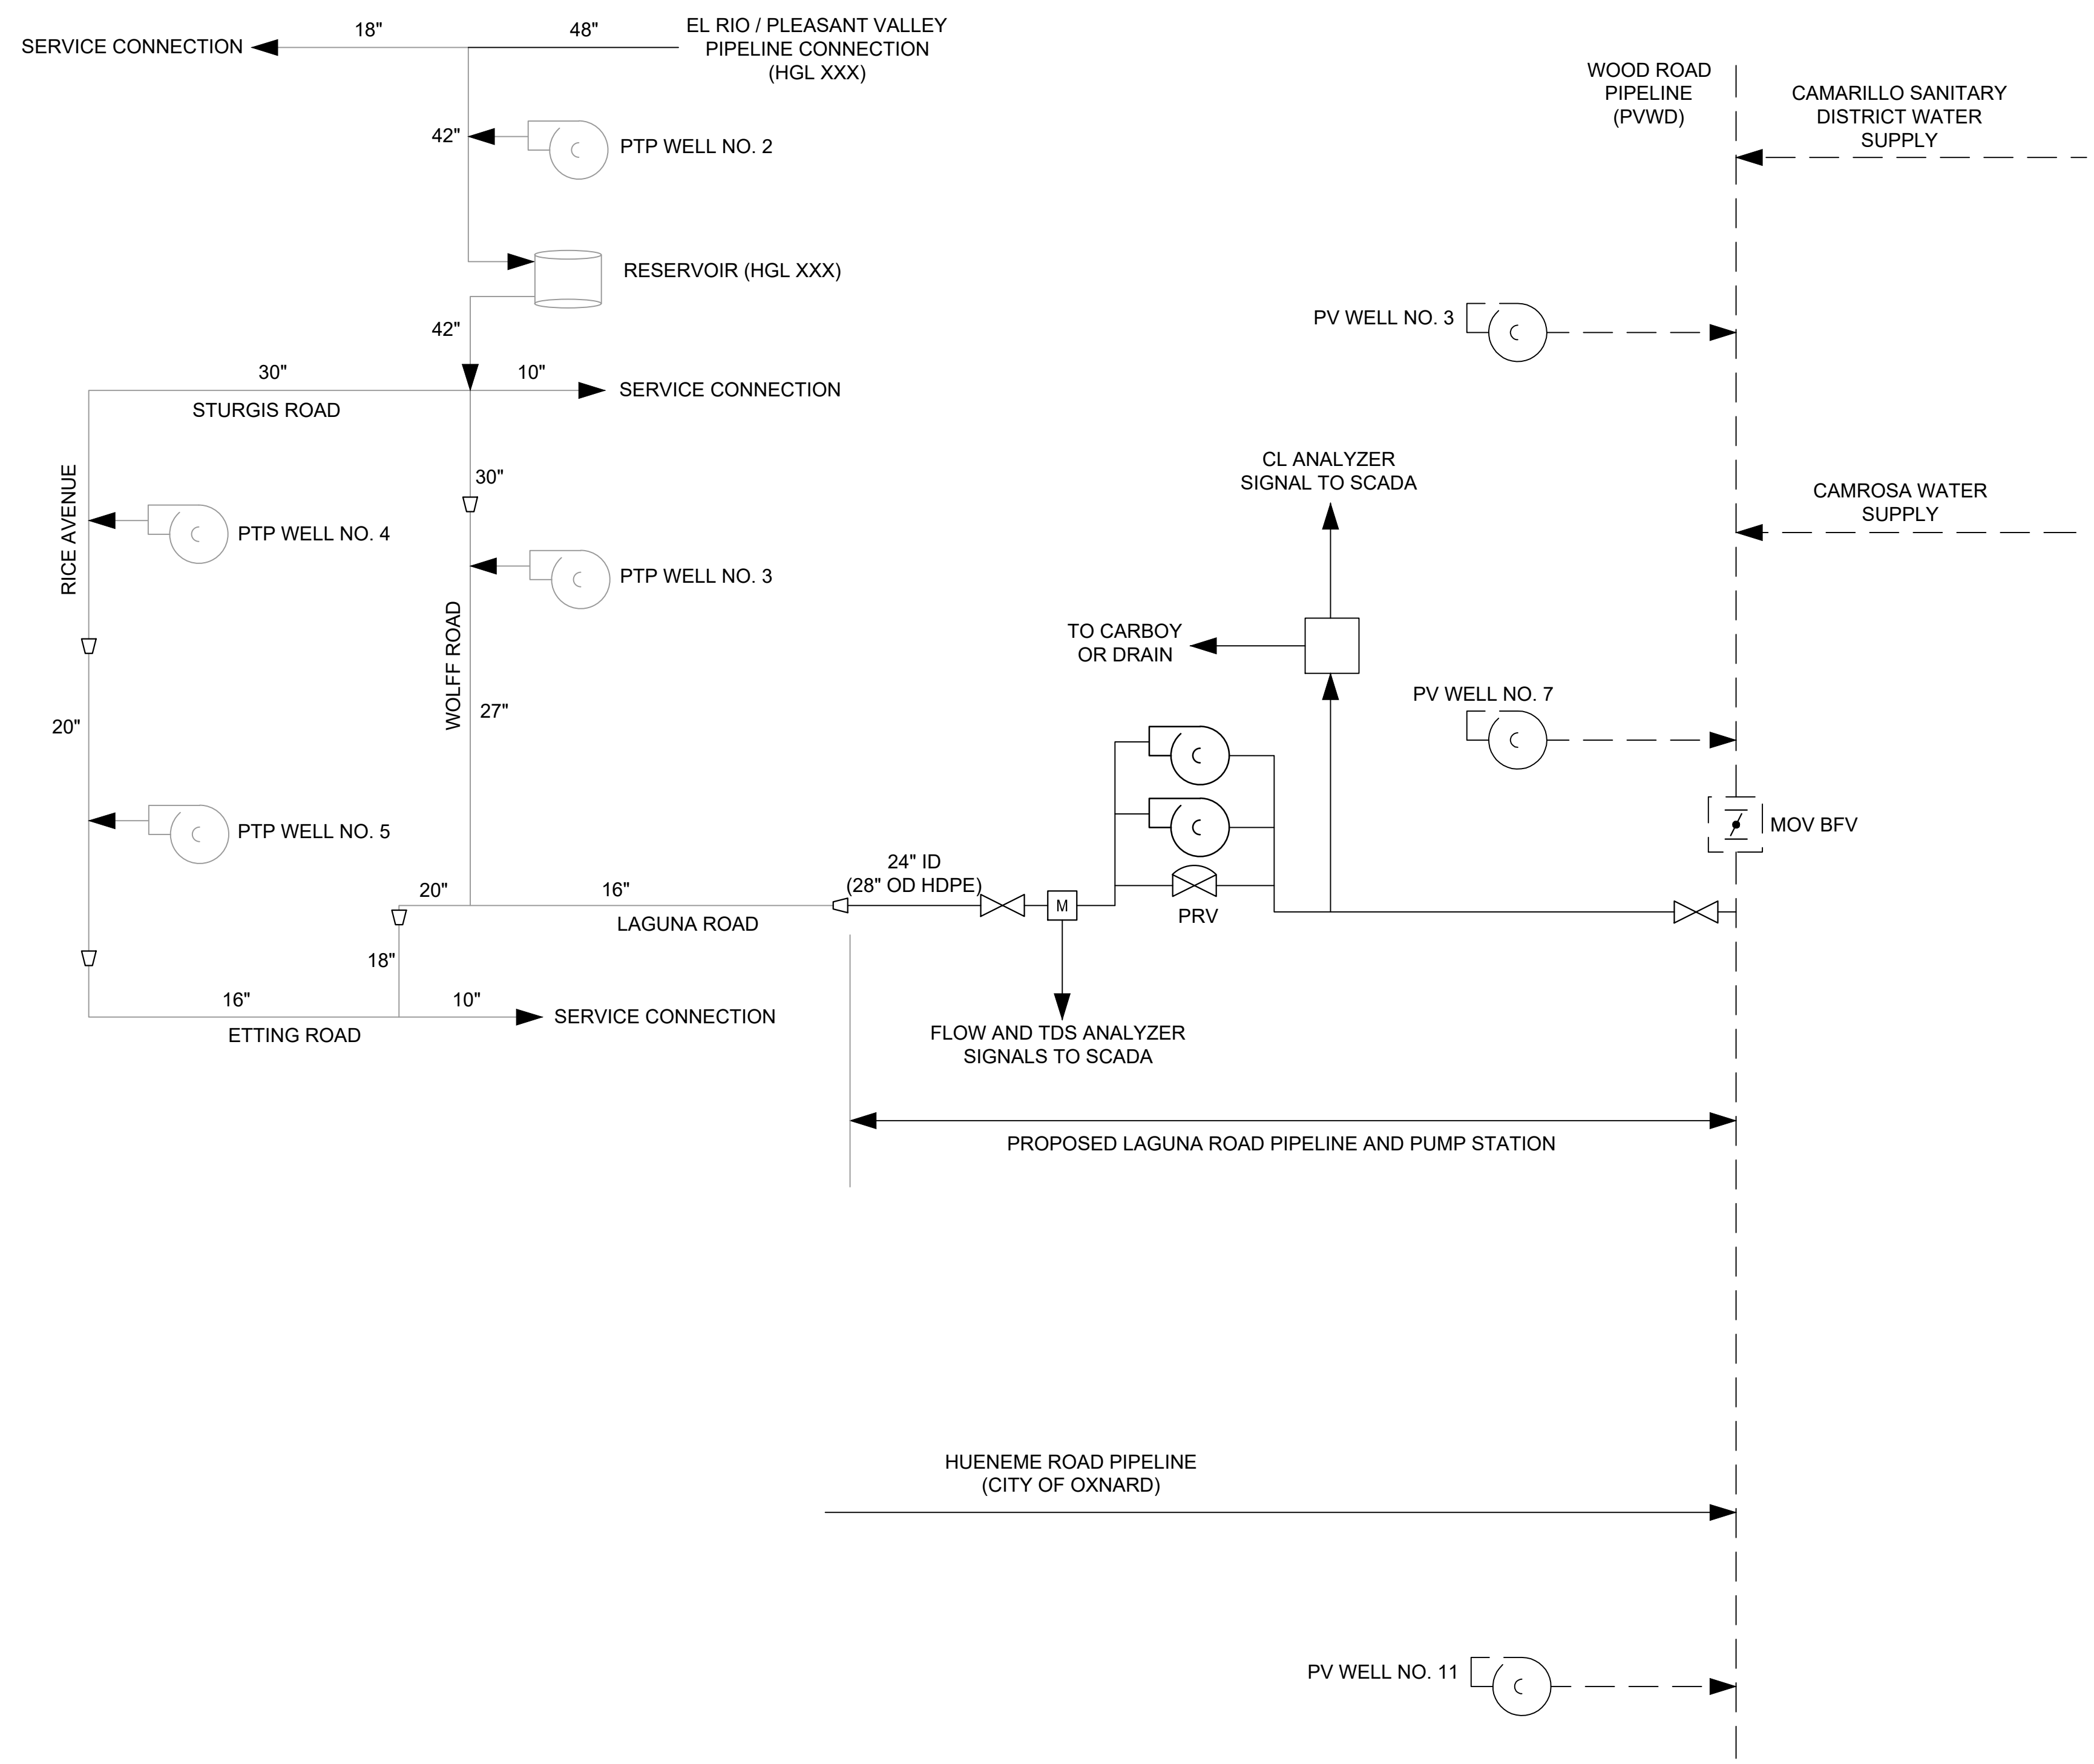 SERVICE CONNECTION
18"
48"
EL RIO / PLEASANT VALLEY
PIPELINE CONNECTION
(HGL XXX)
WOOD ROAD
PIPELINE
(PVWD)
CAMARILLO SANITARY
DISTRICT WATER
SUPPLY
42"
PTP WELL NO. 2
RESERVOIR (HGL XXX)
42"
PV WELL NO. 3
30"
10"
SERVICE CONNECTION
STURGIS ROAD
CL ANALYZER
SIGNAL TO SCADA
30"
CAMROSA WATER
SUPPLY
RICE AVENUE
PTP WELL NO. 4
PTP WELL NO. 3
WOLFF ROAD
TO CARBOY
OR DRAIN
20"
27"
PV WELL NO. 7
PTP WELL NO. 5
MOV BFV
24" ID
(28" OD HDPE)
20"
16"
LAGUNA ROAD
M
PRV
18"
16"
10"
SERVICE CONNECTION
ETTING ROAD
FLOW AND TDS ANALYZER
SIGNALS TO SCADA
PROPOSED LAGUNA ROAD PIPELINE AND PUMP STATION
HUENEME ROAD PIPELINE
(CITY OF OXNARD)
PV WELL NO. 11